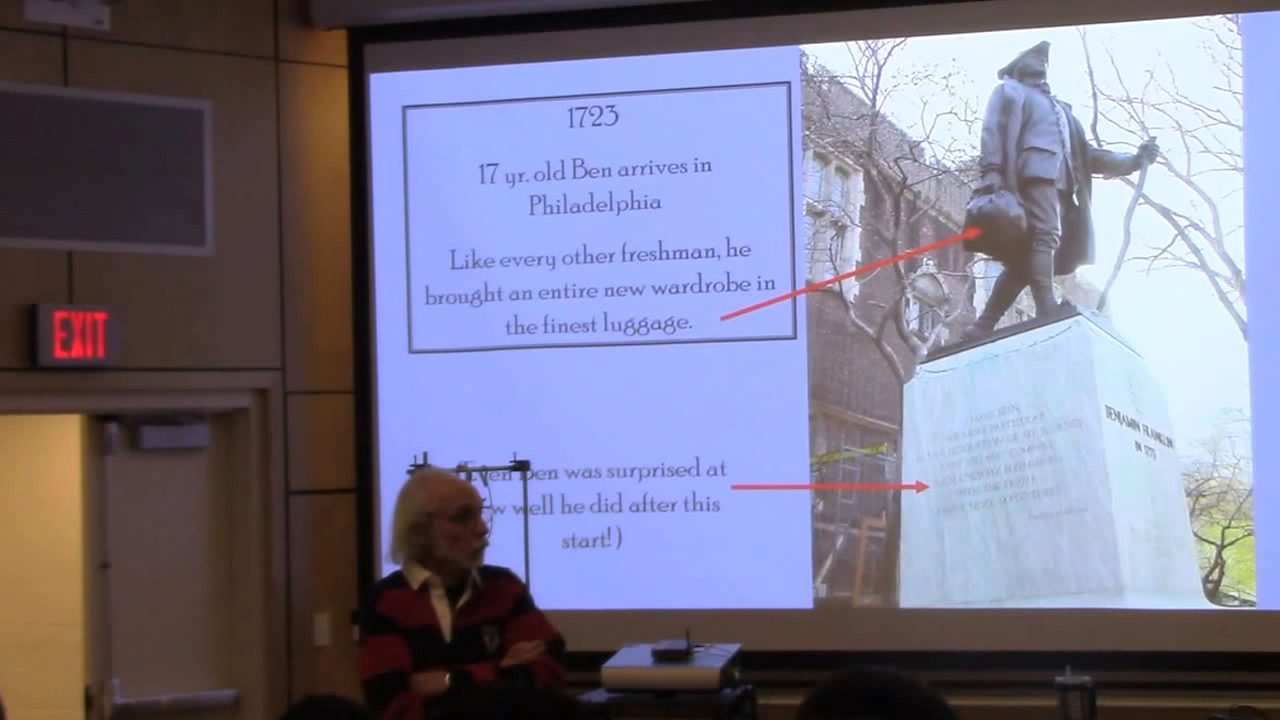 EXIT
1723
17 yr. old Ben arrives in
Philadelphia
Like every other freshman, he
brought an entire new wardrobe in
the finest luggage.
Even Ben was surprised at
well he did after this
start!)
BENJAMIN FRANKLIN
IN 1723